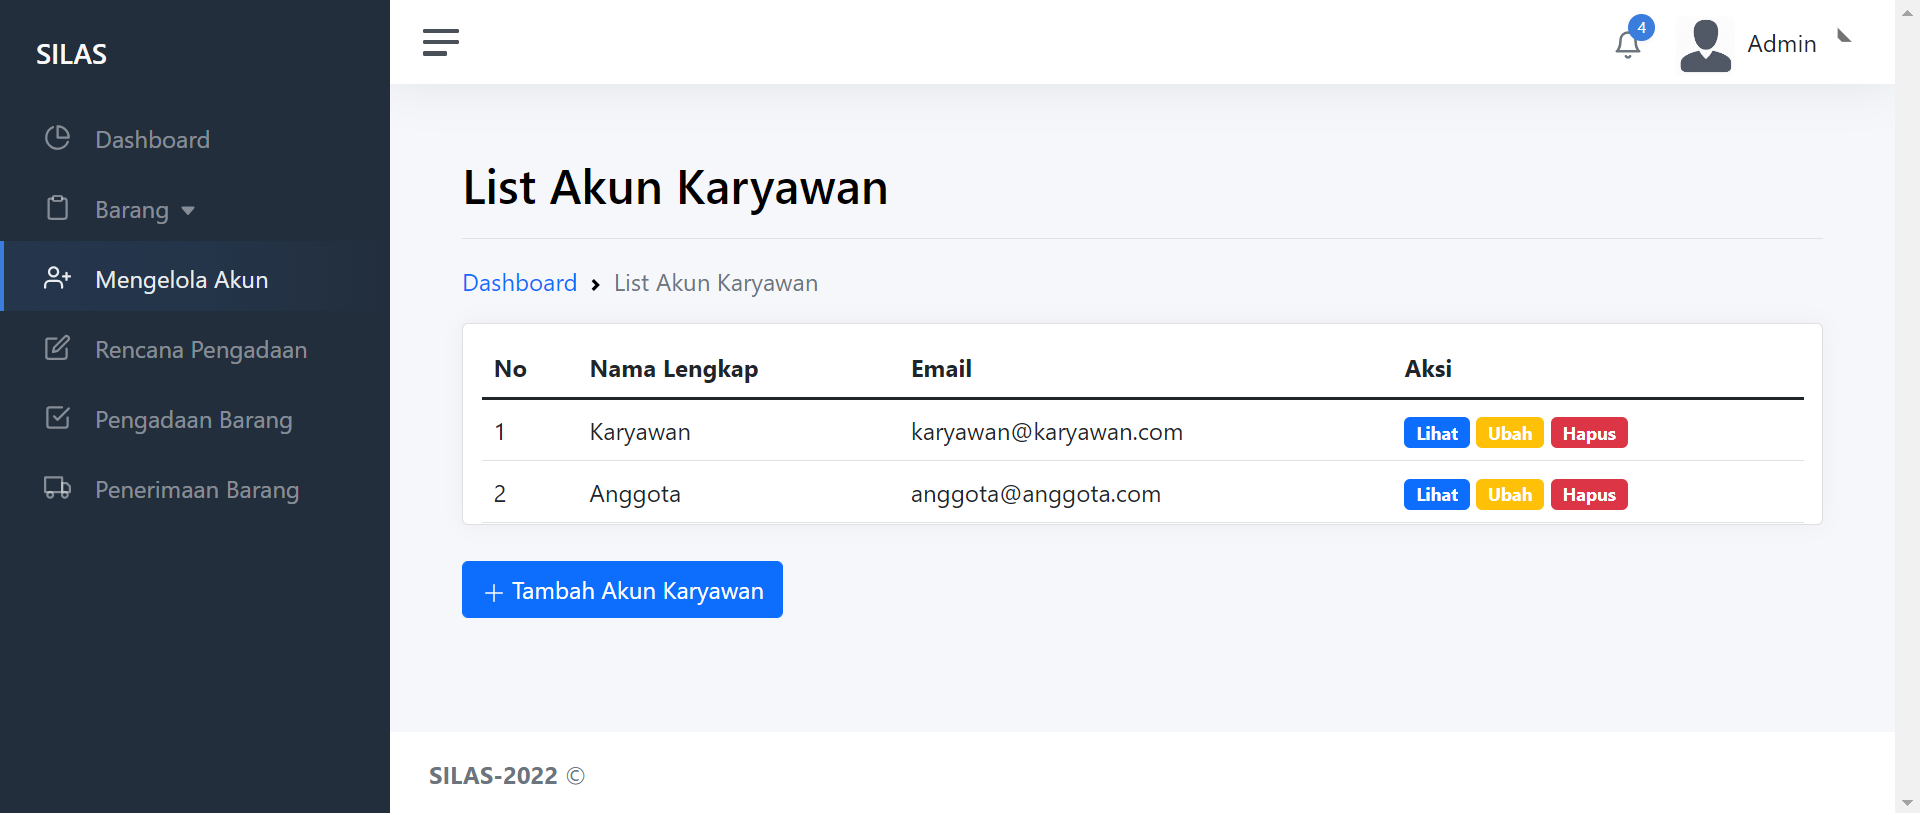 SILAS
Dashboard
Barang
Mengelola Akun
Rencana Pengadaan
Pengadaan Barang
Penerimaan Barang
4
Admin
List Akun Karyawan
Dashboard List Akun Karyawan
No Nama Lengkap Email Aksi
1 Karyawan karyawan@karyawan.com Lihat Ubah Hapus
2 Anggota anggota@anggota.com Lihat Ubah Hapus
+ Tambah Akun Karyawan
SILAS-2022 ©